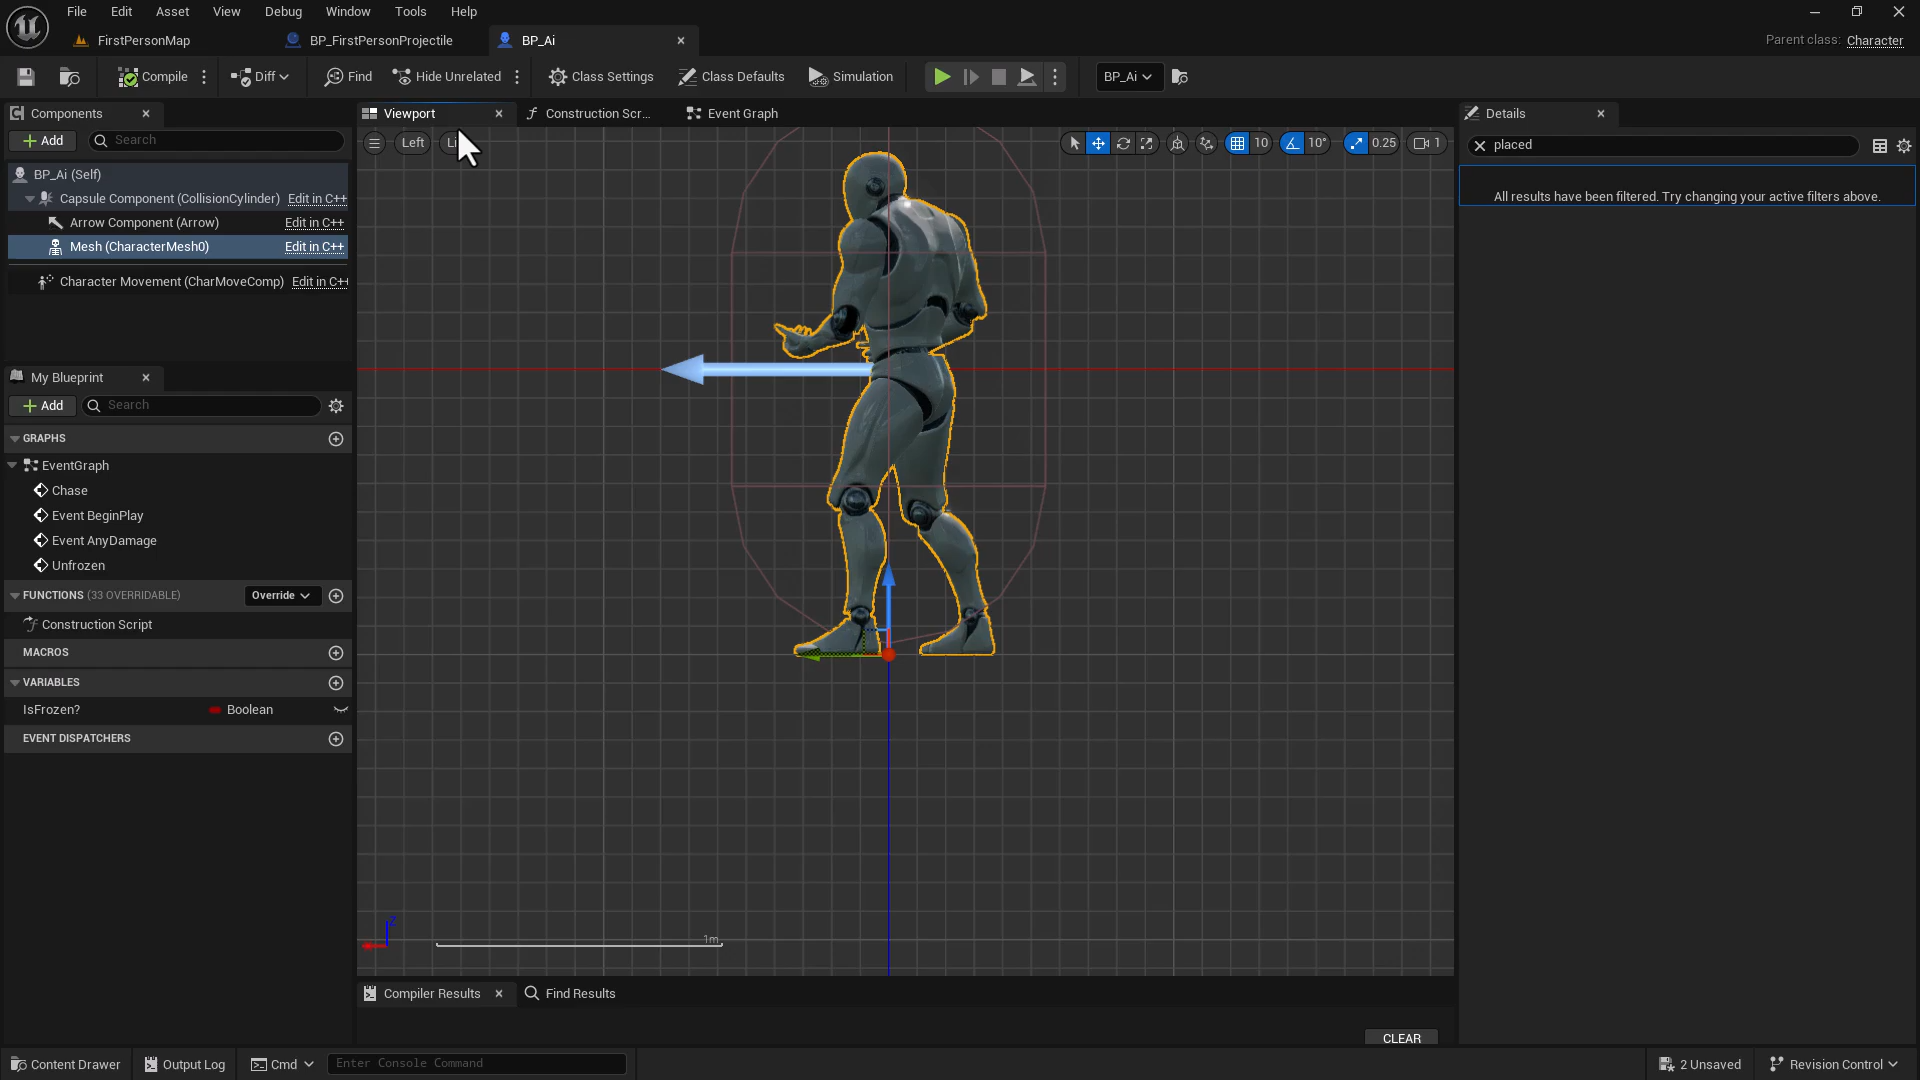 File Edit Asset View Debug Window Tools Help
FirstPersonMap BP_FirstPersonProjectile BP_Ai Parent class: Character
Compile Diff Find Hide Unrelated Class Settings Class Defaults Simulation BP_Ai
Components Viewport Construction Scr... Event Graph Details
Add Search Left Li 10 10° 0.25 1 placed
BP_Ai (Self)
All results have been filtered. Try changing your active filters above.
Capsule Component (CollisionCylinder) Edit in C++
Arrow Component (Arrow) Edit in C++
Mesh (CharacterMesh0) Edit in C++
Character Movement (CharMoveComp) Edit in C++
My Blueprint
Add Search
GRAPHS
EventGraph
Chase
Event BeginPlay
Event AnyDamage
Unfrozen
FUNCTIONS (33 OVERRIDABLE) Override
Construction Script
MACROS
VARIABLES
IsFrozen? Boolean
EVENT DISPATCHERS
Z
1m
Compiler Results Find Results
CLEAR
Content Drawer Output Log Cmd Enter Console Command 2 Unsaved Revision Control